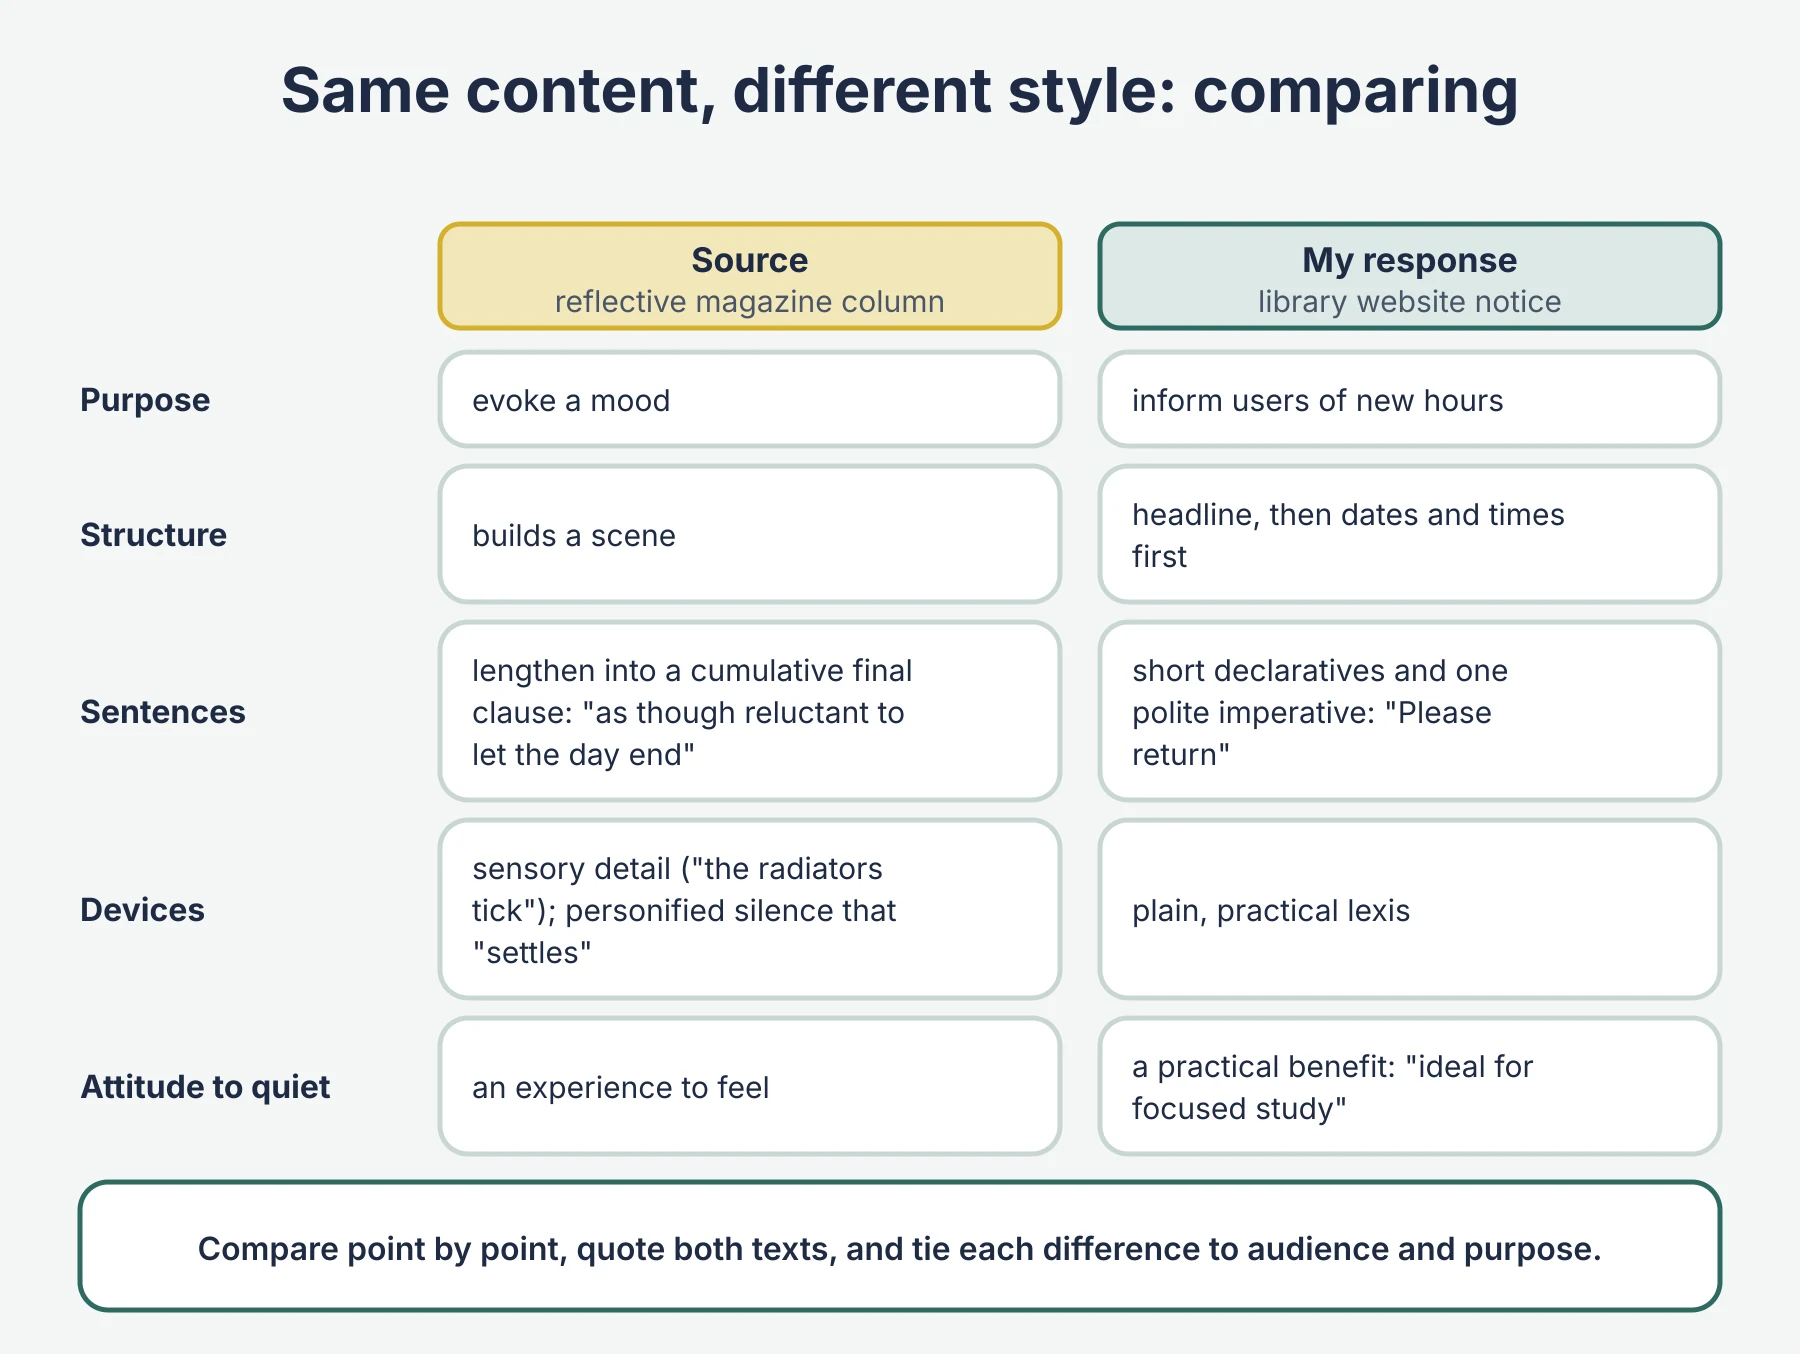 Same content, different style: comparing
Source
reflective magazine column
My response
library website notice
Purpose
evoke a mood
inform users of new hours
Structure
builds a scene
headline, then dates and times
first
Sentences
lengthen into a cumulative final
clause: "as though reluctant to
let the day end"
short declaratives and one
polite imperative: "Please
return"
Devices
sensory detail ("the radiators
tick"); personified silence that
"settles"
plain, practical lexis
Attitude to quiet
an experience to feel
a practical benefit: "ideal for
focused study"
Compare point by point, quote both texts, and tie each difference to audience and purpose.